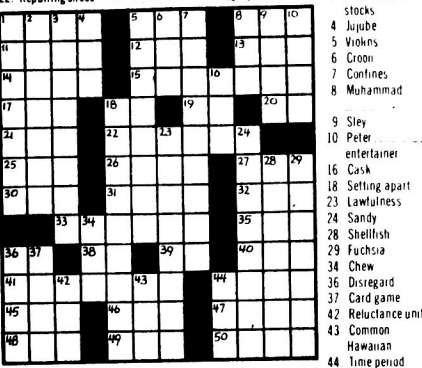 22. Repairing shoes
1 2 3 4 5 6 7 8 9 10
11 12 13
14 15 16
17 18 19 20
21 22 23 24
25 26 27 28 29
30 31 32
33 34 35
36 37 38 39 40
41 42 43 44
45 46 47
48 49 50
stocks
4 Jujube
5 Violins
6 Croon
7 Confines
8 Muhammad
9 Sley
10 Peter
entertainer
16 Cask
18 Setting apart
23 Lawfulness
24 Sandy
28 Shellfish
29 Fuchsia
34 Chew
36 Disregard
37 Card game
42 Reluctance unit
43 Common
Hawaiian
44 Time period